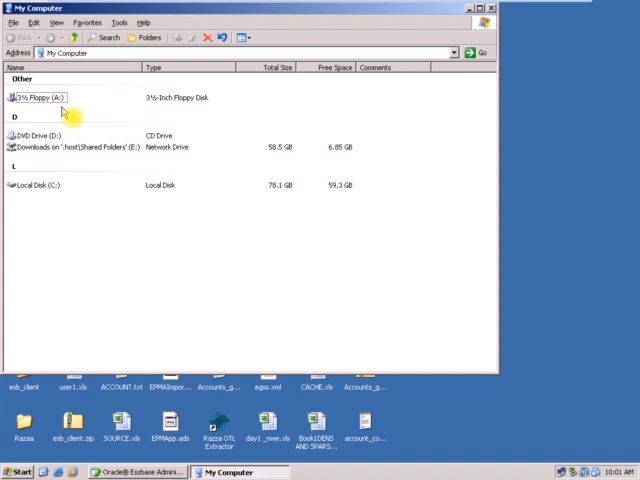 My Computer
File Edit View Favorites Tools Help
Back Search Folders
Address My Computer Go
Name Type Total Size Free Space Comments
Other
3½ Floppy (A:) 3½-Inch Floppy Disk
D
DVD Drive (D:) CD Drive
Downloads on '.host\Shared Folders' (E:) Network Drive 58.5 GB 6.85 GB
L
Local Disk (C:) Local Disk 78.1 GB 59.3 GB
esb_client user1.xls ACCOUNT.txt EPMAImpor... Accounts_g... egss.xml CACHE.xls Accounts_g...
Razaa esb_client.zip SOURCE.xls EPMApp.ads Razza OTL Extractor day1 _nwe.xls Book1DENS AND SPARS... account_co...
Start Oracle® Essbase Admini... My Computer 10:01 AM